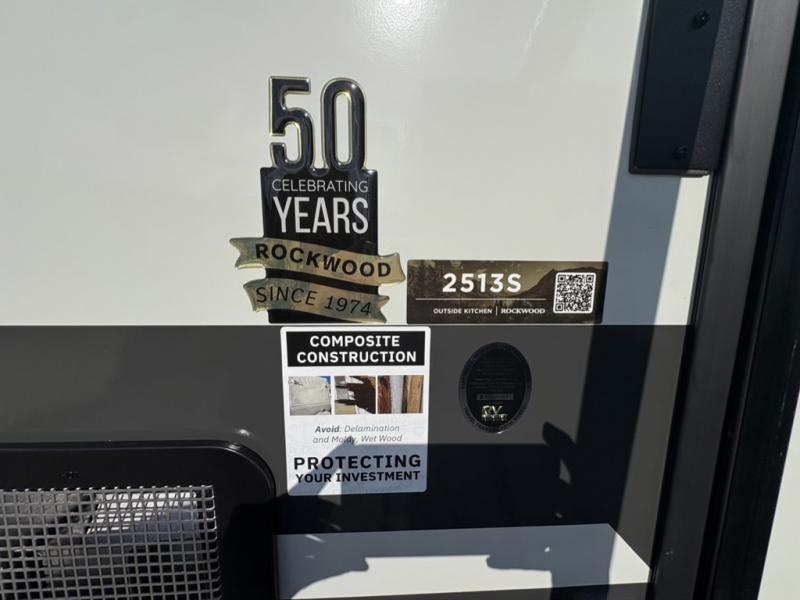 50
CELEBRATING
YEARS
ROCKWOOD
SINCE 1974
2513S
OUTSIDE KITCHEN | ROCKWOOD
COMPOSITE
CONSTRUCTION
Avoid: Delamination
and Moldy, Wet Wood
PROTECTING
YOUR INVESTMENT
RV